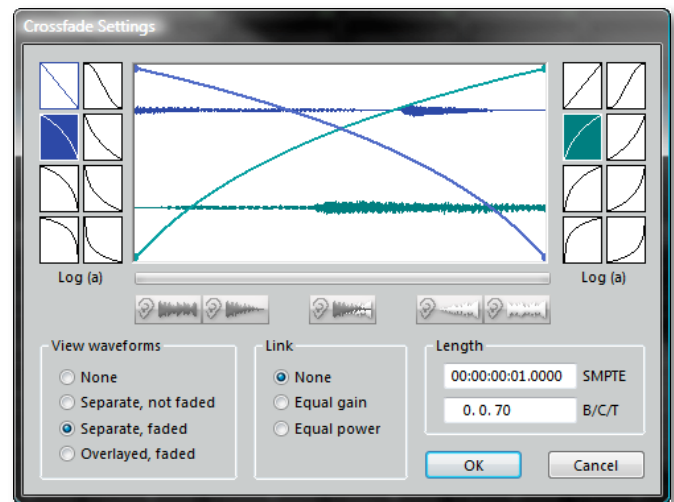 Crossfade Settings
Log (a)
Log (a)
View waveforms
None
Separate, not faded
Separate, faded
Overlayed, faded
Link
None
Equal gain
Equal power
Length
00:00:00:01.0000 SMPTE
0. 0. 70 B/C/T
OK
Cancel